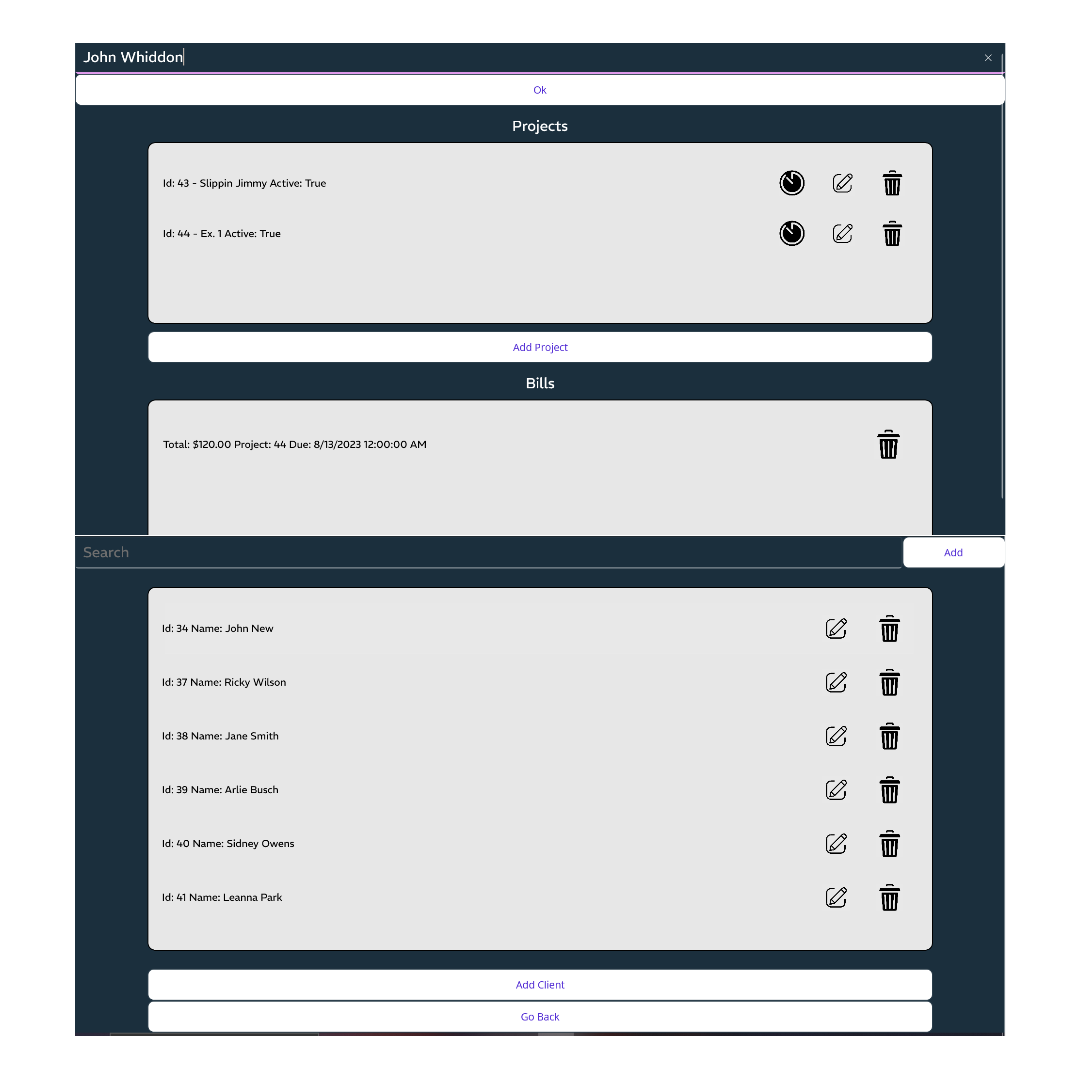 John Whiddon
Ok
Projects
Id: 43 - Slippin Jimmy Active: True
Id: 44 - Ex. 1 Active: True
Add Project
Bills
Total: $120.00 Project: 44 Due: 8/13/2023 12:00:00 AM
Search
Add
Id: 34 Name: John New
Id: 37 Name: Ricky Wilson
Id: 38 Name: Jane Smith
Id: 39 Name: Arlie Busch
Id: 40 Name: Sidney Owens
Id: 41 Name: Leanna Park
Add Client
Go Back